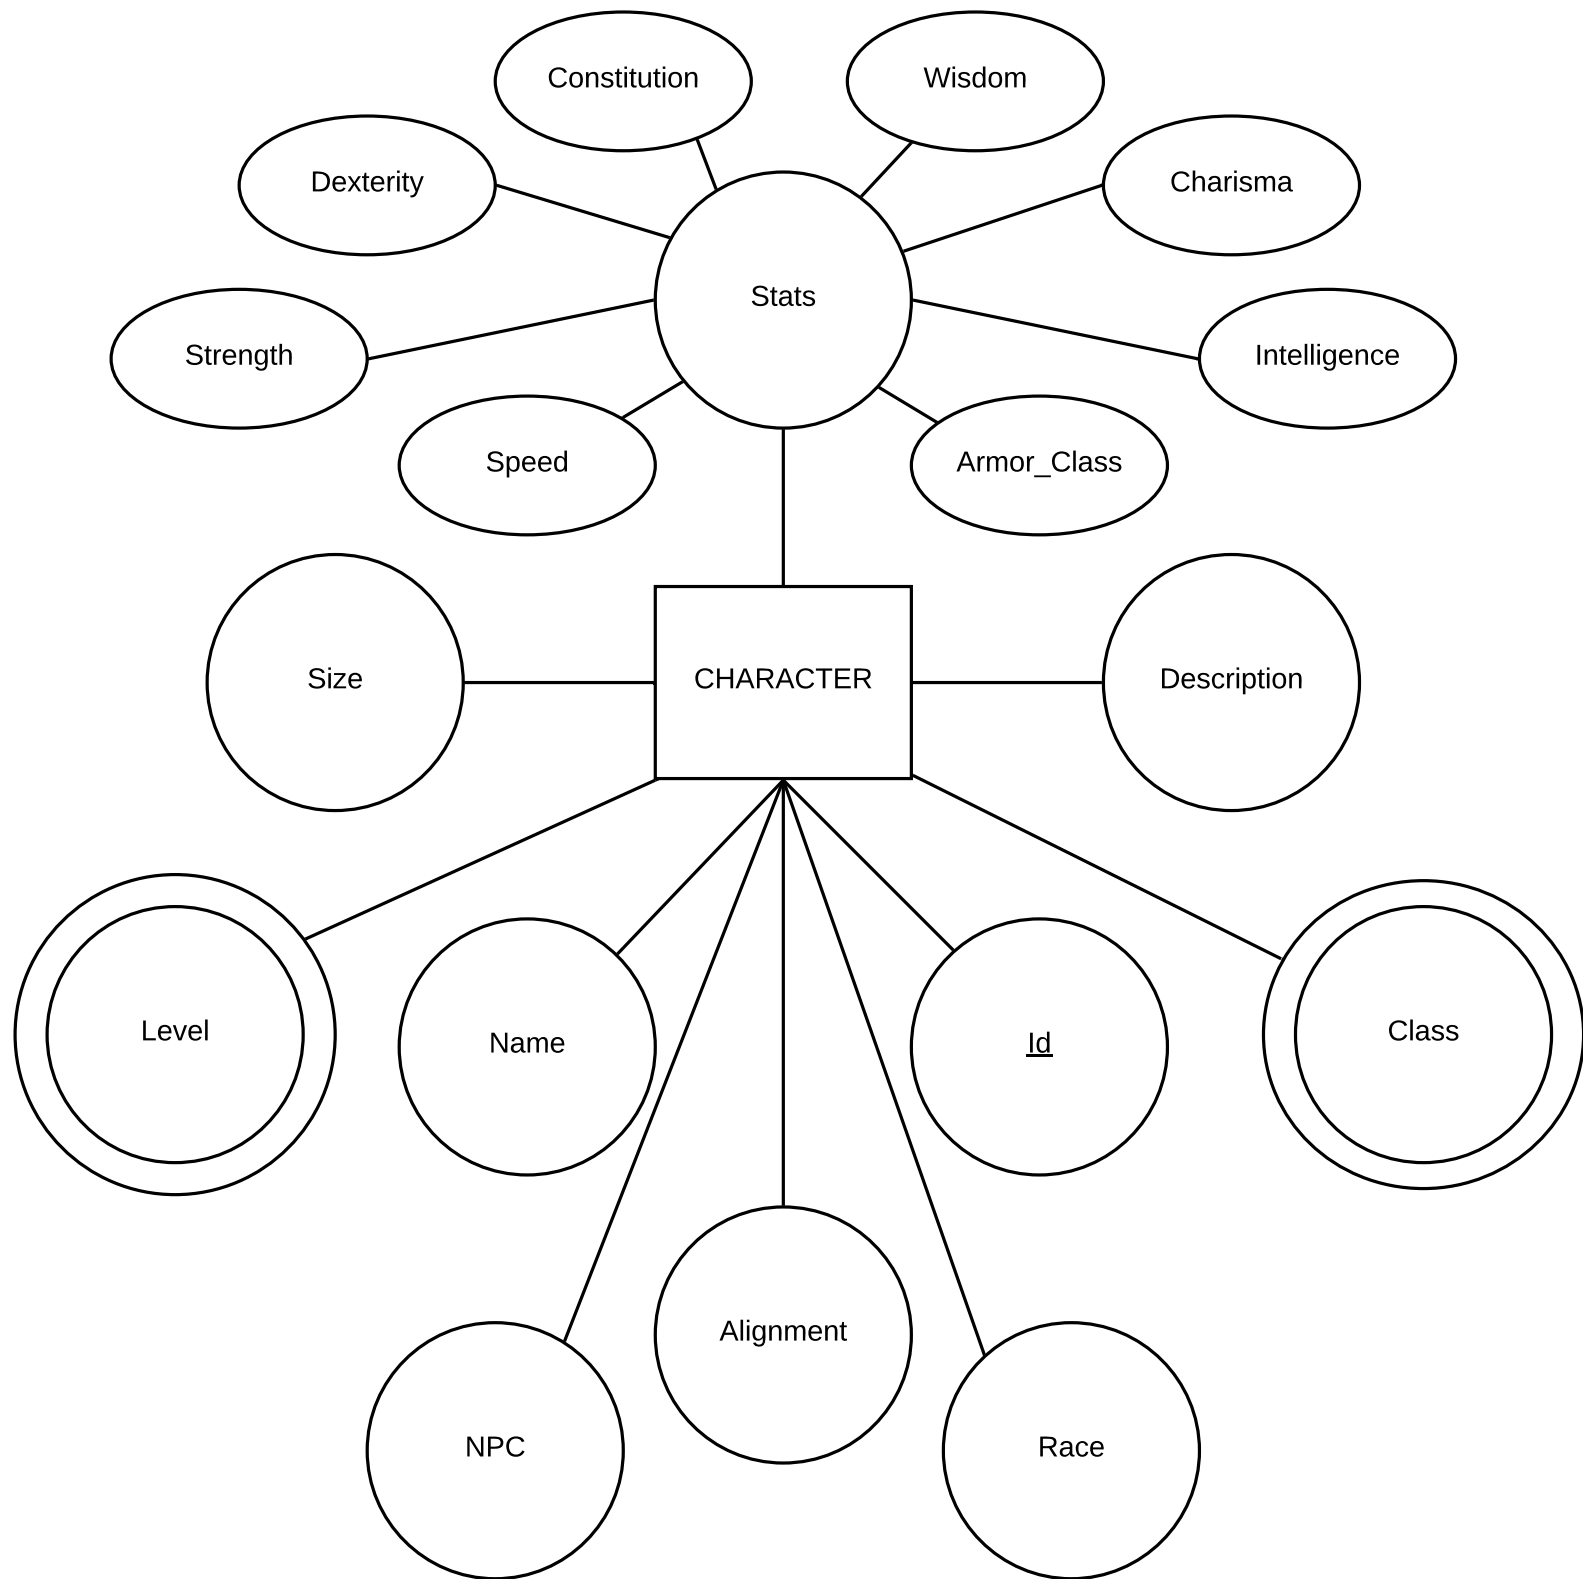 Constitution
Wisdom
Dexterity
Charisma
Stats
Strength
Intelligence
Speed
Armor_Class
Size
CHARACTER
Description
Level
Name
Id
Class
Alignment
NPC
Race